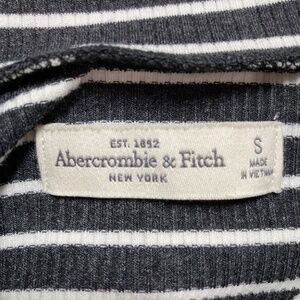 EST. 1892
Abercrombie & Fitch
NEW YORK
S
MADE
IN VIETNAM